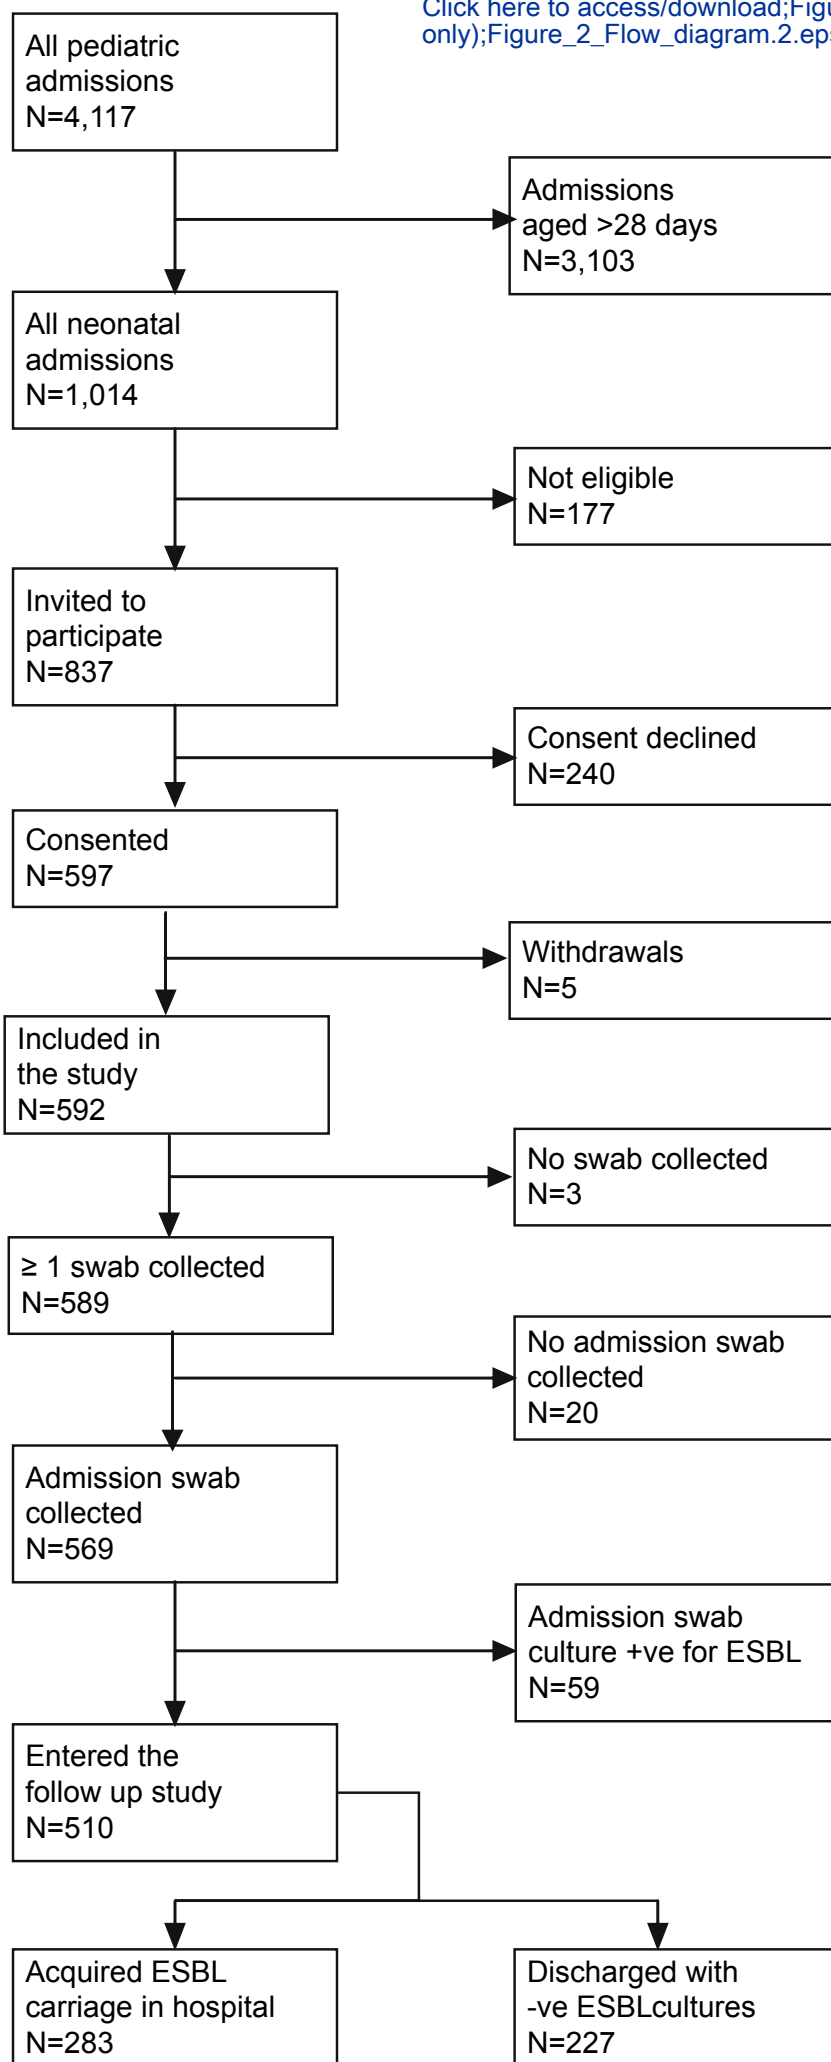 Click here to access/download;Figu
only);Figure_2_Flow_diagram.2.eps
All pediatric
admissions
N=4,117
Admissions
aged >28 days
N=3,103
All neonatal
admissions
N=1,014
Not eligible
N=177
Invited to
participate
N=837
Consent declined
N=240
Consented
N=597
Withdrawals
N=5
Included in
the study
N=592
No swab collected
N=3
≥ 1 swab collected
N=589
No admission swab
collected
N=20
Admission swab
collected
N=569
Admission swab
culture +ve for ESBL
N=59
Entered the
follow up study
N=510
Acquired ESBL
carriage in hospital
N=283
Discharged with
-ve ESBLcultures
N=227